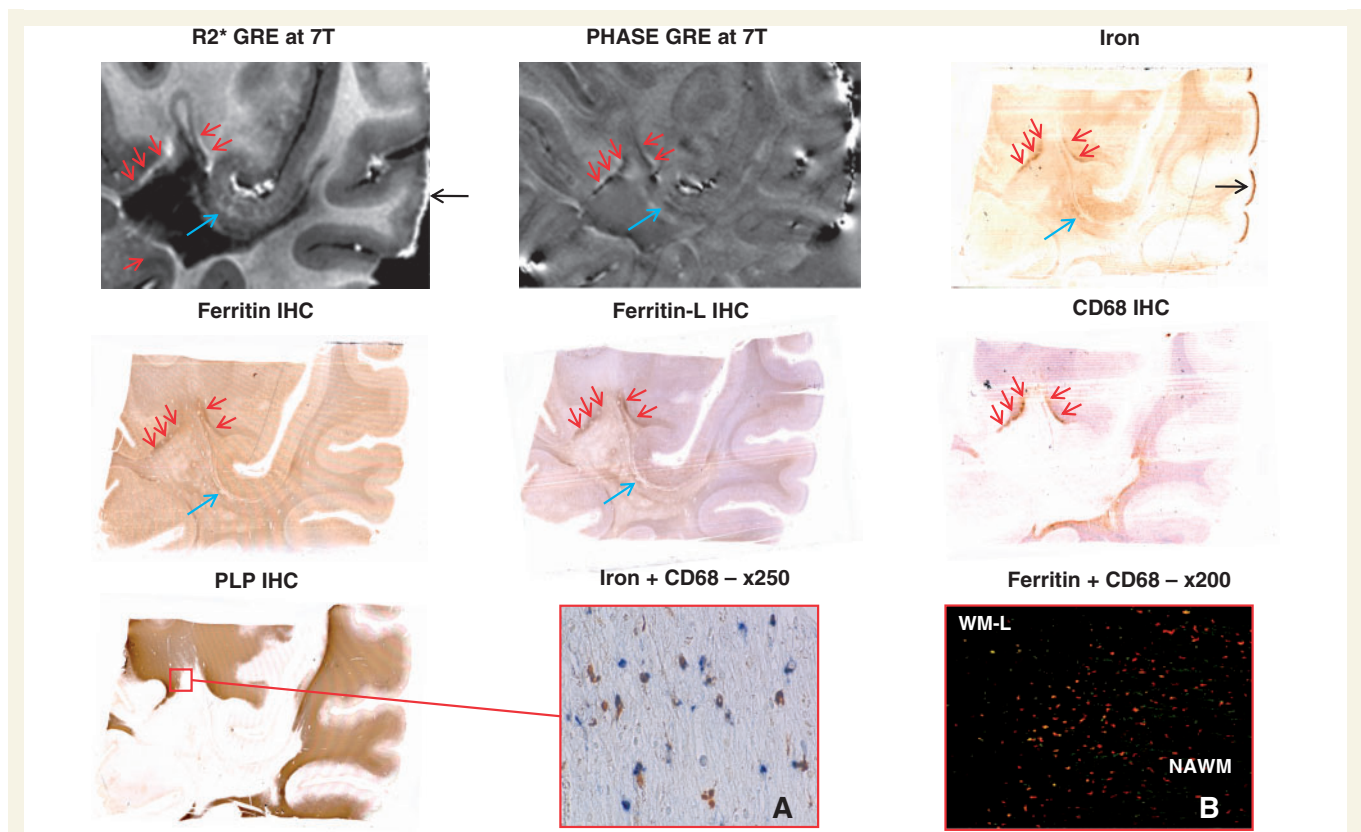 R2* GRE at 7T
PHASE GRE at 7T
Iron
Ferritin IHC
Ferritin-L IHC
CD68 IHC
PLP IHC
Iron + CD68 – x250
Ferritin + CD68 – x200
A
WM-L
NAWM
B